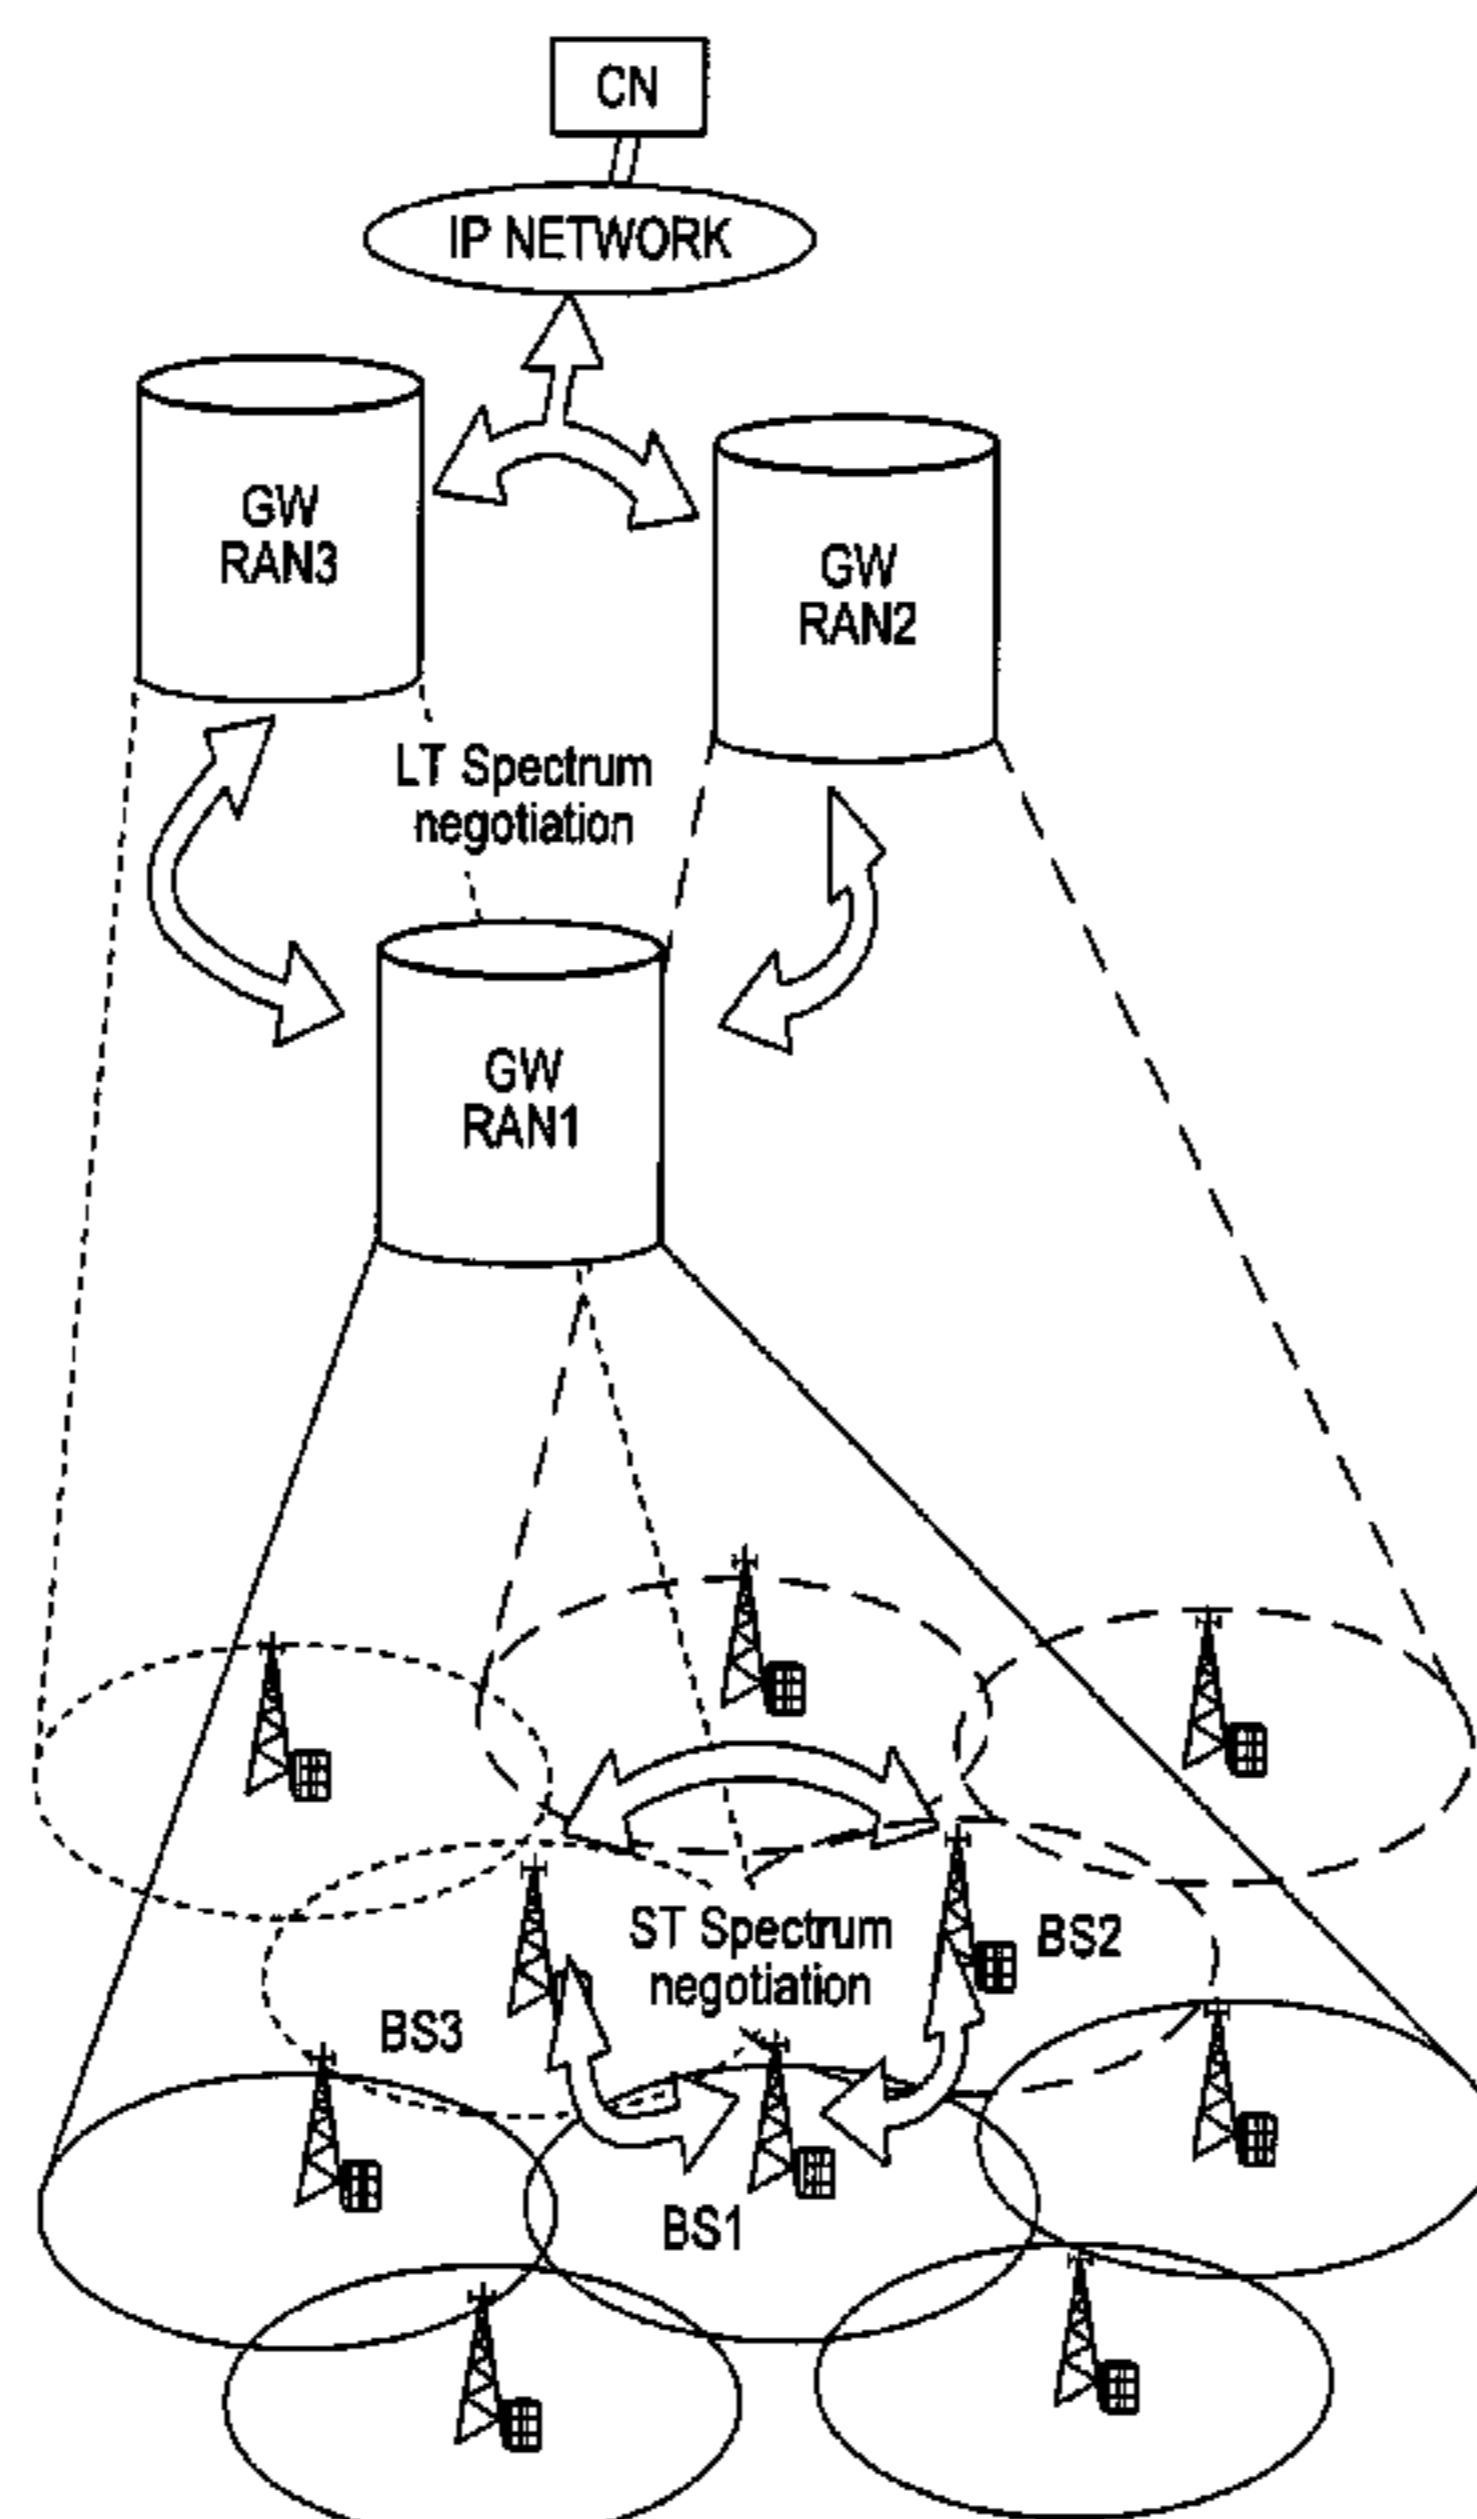 CN
IP NETWORK
GW
RAN3
GW
RAN2
LT Spectrum
negotiation
GW
RAN1
ST Spectrum
negotiation
BS2
BS3
BS1